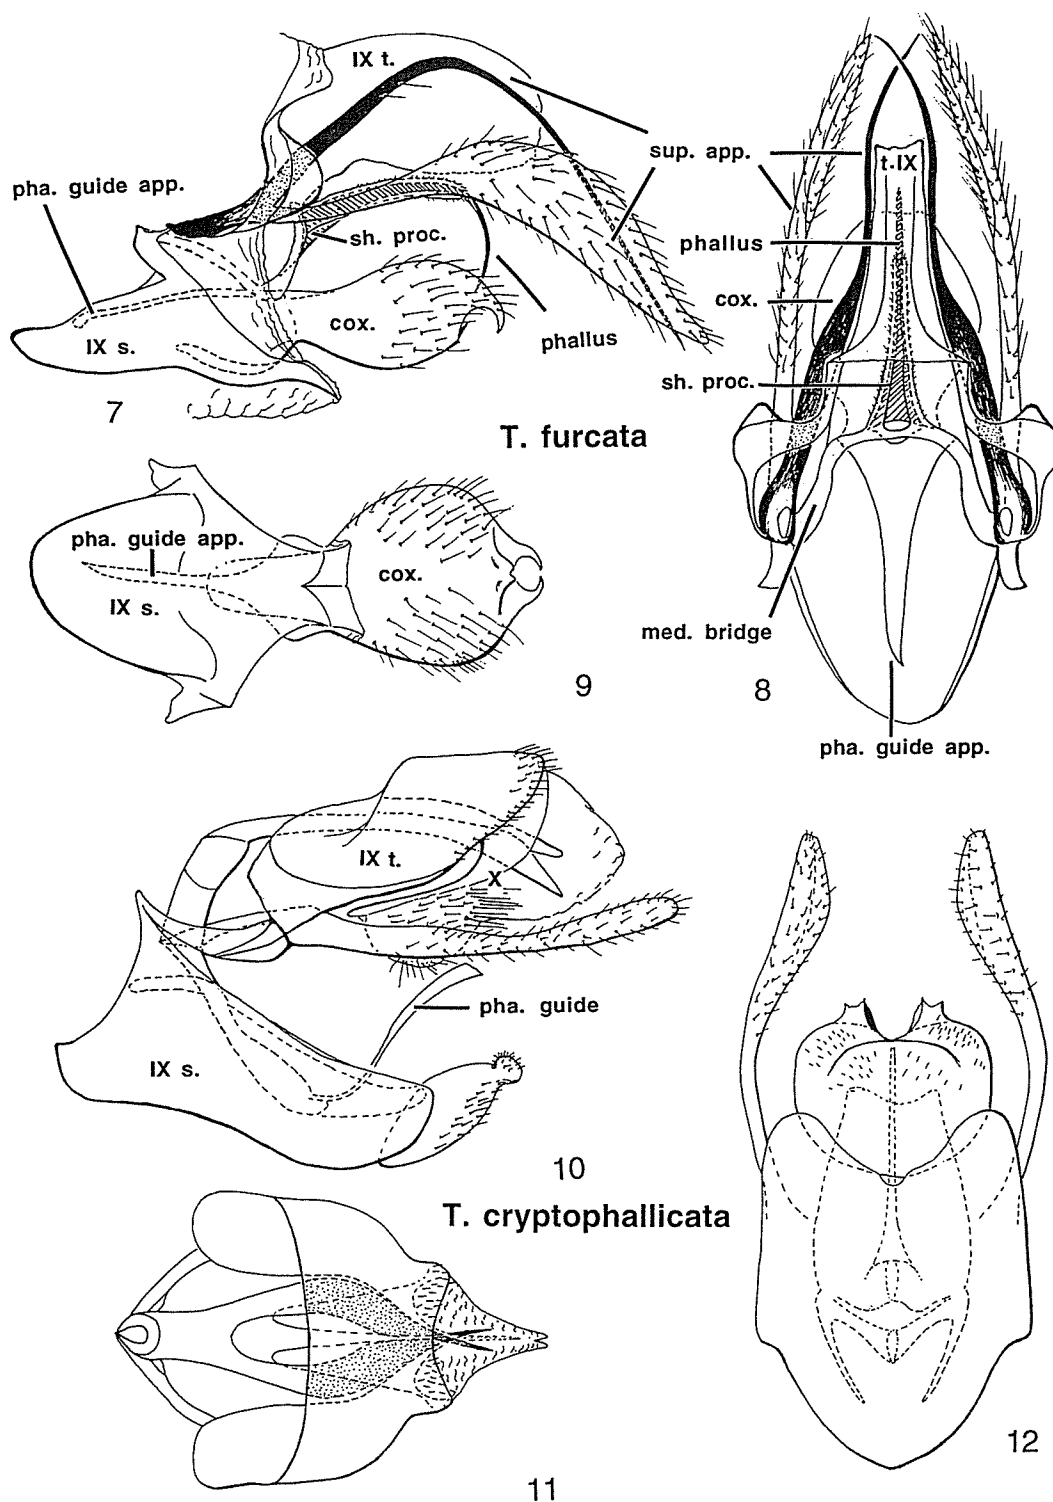 IX t.
pha. guide app.
sup. app.
sh. proc.
cox.
phallus
IX s.
7
t.IX
phallus
cox.
sh. proc.
med. bridge
8
pha. guide app.
T. furcata
pha. guide app.
cox.
IX s.
9
IX t.
X
pha. guide
IX s.
10
T. cryptophallicata
11
12